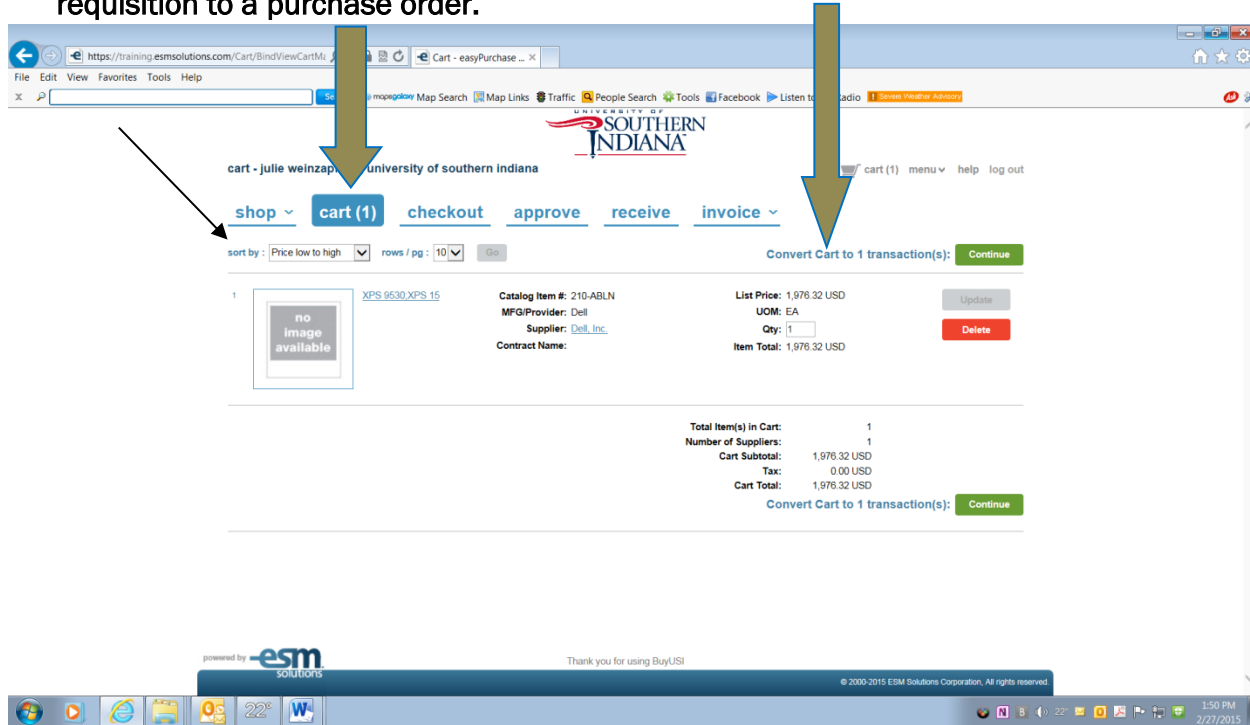 requisition to a purchase order.
https://training.esmsolutions.com/Cart/BindViewCartMa
Cart - easyPurchase ... ×
File Edit View Favorites Tools Help
x
mapsgalaxy Map Search Map Links Traffic People Search Tools Facebook Listen to Radio Severe Weather Advisory
UNIVERSITY OF
SOUTHERN
INDIANA
cart - julie university of southern indiana
cart (1) menu help log out
shop cart (1) checkout approve receive invoice
sort by : Price low to high rows / pg : 10 Go
Convert Cart to 1 transaction(s): Continue
1
no
image
available
XPS 9530;XPS 15
Catalog Item #: 210-ABLN
MFG/Provider: Dell
Supplier: Dell, Inc.
Contract Name:
List Price: 1,976.32 USD
UOM: EA
Qty: 1
Item Total: 1,976.32 USD
Update
Delete
Total Item(s) in Cart: 1
Number of Suppliers: 1
Cart Subtotal: 1,976.32 USD
Tax: 0.00 USD
Cart Total: 1,976.32 USD
Convert Cart to 1 transaction(s): Continue
powered by esm
solutions
Thank you for using BuyUSI
© 2000-2015 ESM Solutions Corporation, All rights reserved.
22°
22°
1:50 PM
2/27/2015